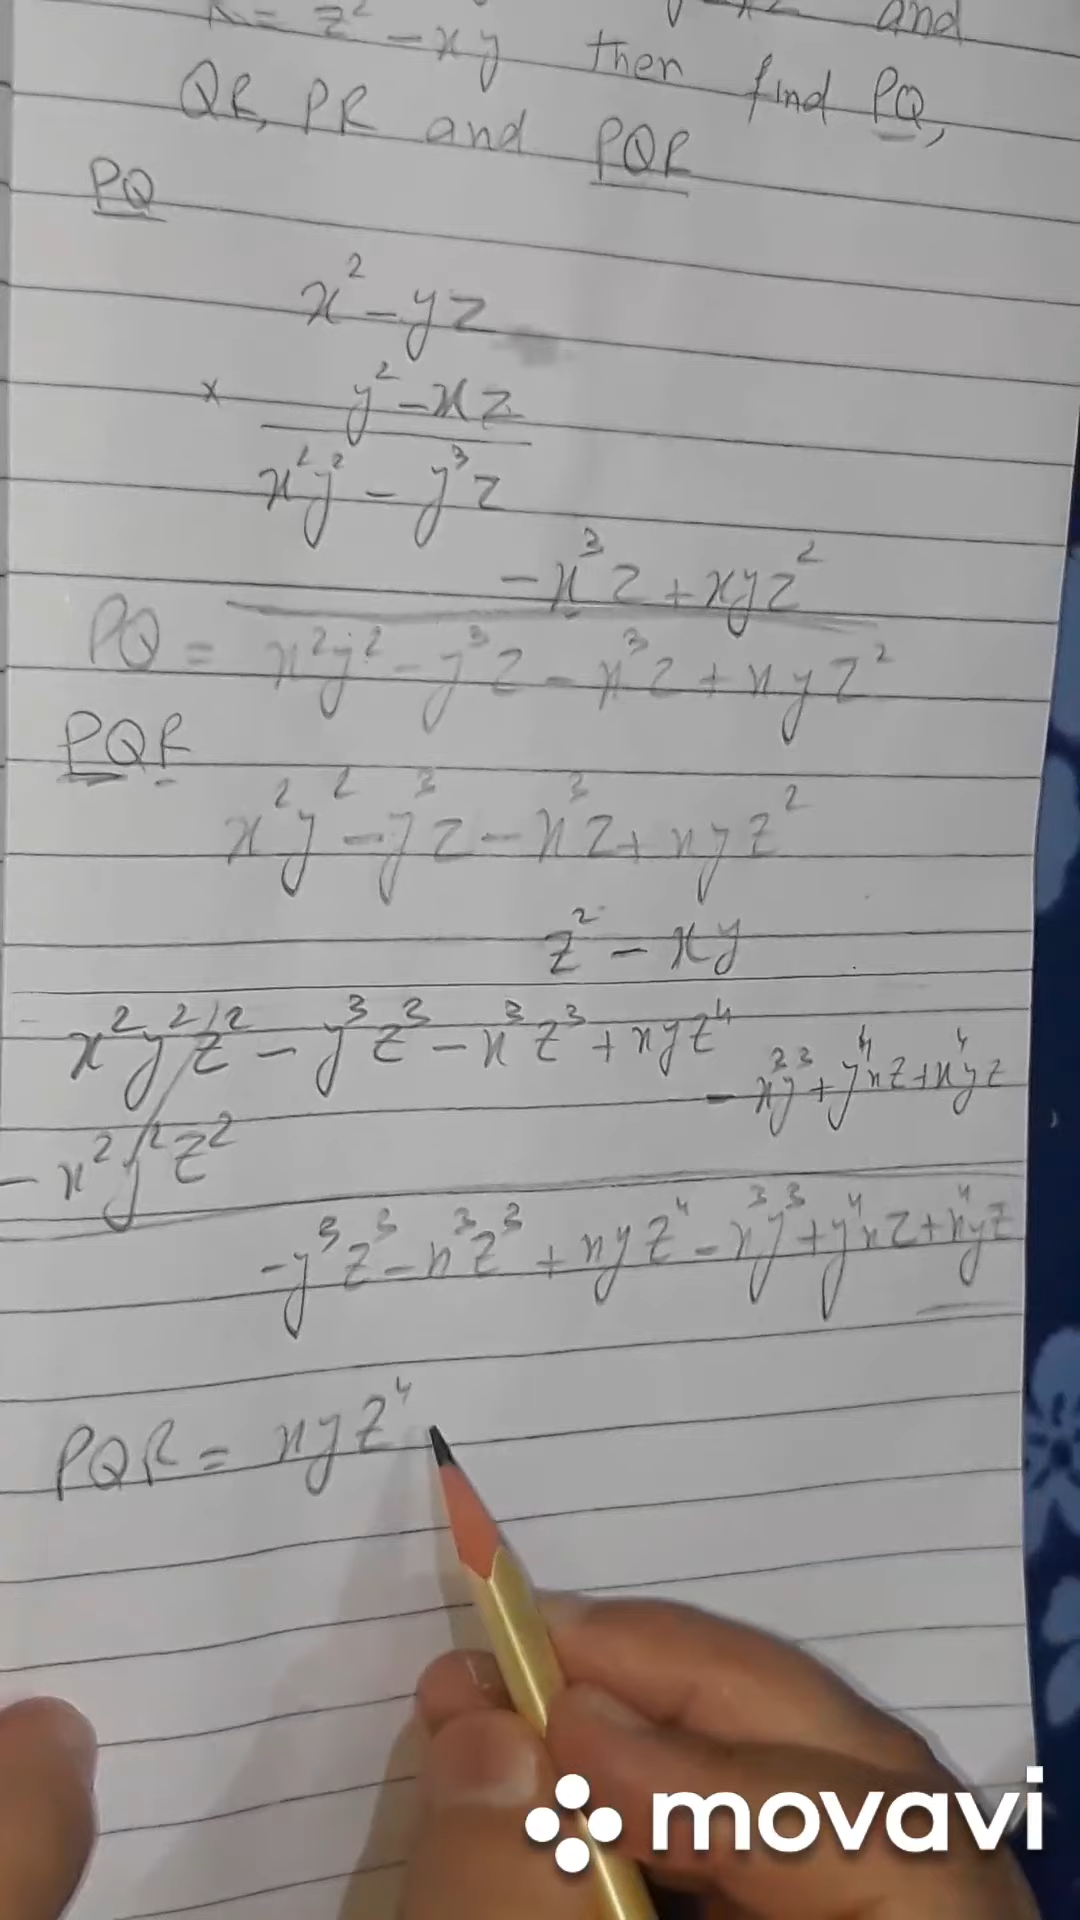 R = z² - xy then find PQ, and
QR, PR and PQR
PQ
x² - yz
× y² - xz
x²y² - y³z
- x³z + xyz²
PQ = x²y² - y³z - x³z + xyz²
PQR
x²y² - y³z - x³z + xyz²
z² - xy
x²y²z² - y³z³ - x³z³ + xyz⁴
- x³y³ + y⁴xz + x⁴yz
- x²y²z²
- y³z³ - x³z³ + xyz⁴ - x³y³ + y⁴xz + x⁴yz
PQR = xyz⁴
movavi